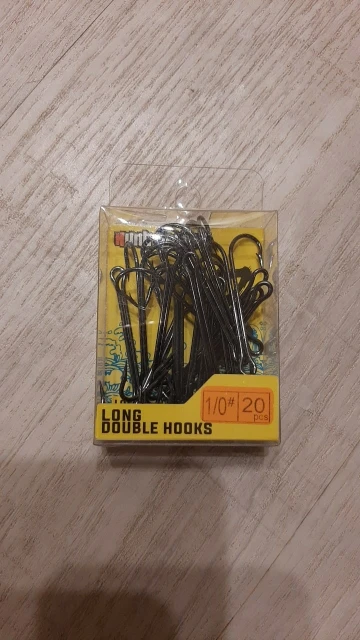 1/0# 20
pcs
LONG
DOUBLE HOOKS